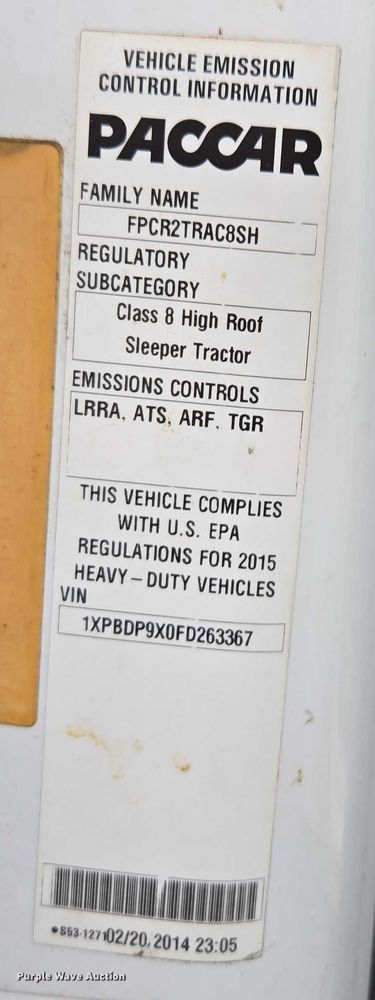 VEHICLE EMISSION
CONTROL INFORMATION
PACCAR
FAMILY NAME
FPCR2TRAC8SH
REGULATORY
SUBCATEGORY
Class 8 High Roof
Sleeper Tractor
EMISSIONS CONTROLS
LRRA, ATS, ARF, TGR
THIS VEHICLE COMPLIES
WITH U.S. EPA
REGULATIONS FOR 2015
HEAVY-DUTY VEHICLES
VIN
1XPBDP9X0FD263367
*S53-1271 02/20, 2014 23:05
Purple Wave Auction